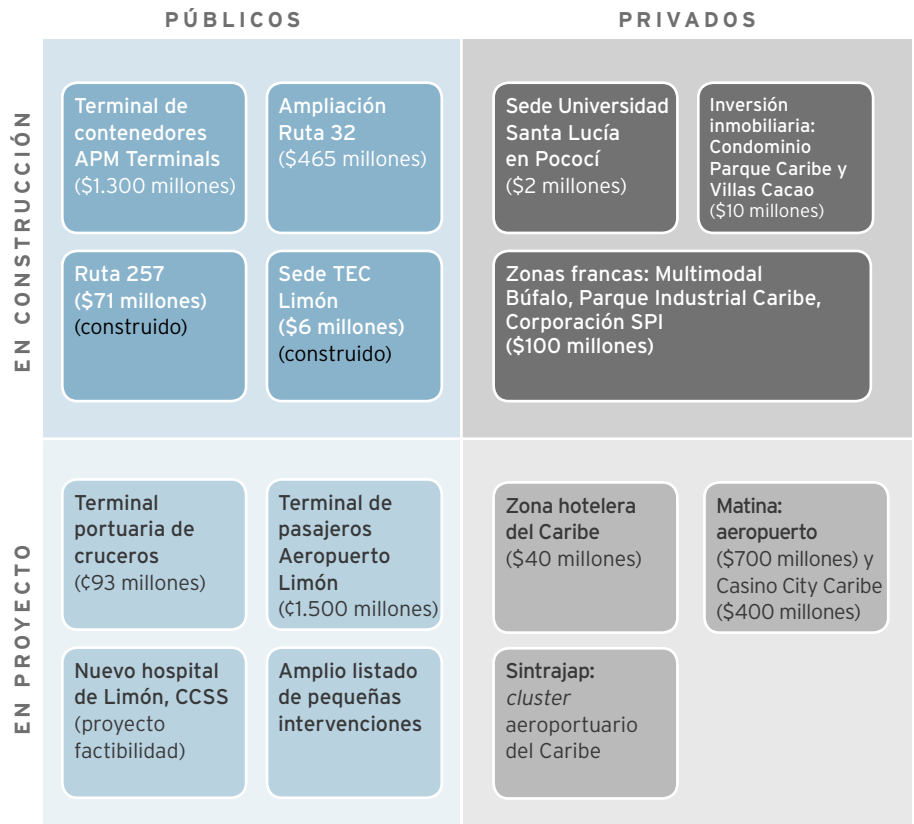 PÚBLICOS
PRIVADOS
EN CONSTRUCCIÓN
Terminal de
contenedores
APM Terminals
($1.300 millones)
Ampliación
Ruta 32
($465 millones)
Ruta 257
($71 millones)
(construido)
Sede TEC
Limón
($6 millones)
(construido)
Sede Universidad
Santa Lucía
en Pococí
($2 millones)
Inversión
inmobiliaria:
Condominio
Parque Caribe y
Villas Cacao
($10 millones)
Zonas francas: Multimodal
Búfalo, Parque Industrial Caribe,
Corporación SPI
($100 millones)
EN PROYECTO
Terminal
portuaria de
cruceros
(¢93 millones)
Terminal de
pasajeros
Aeropuerto
Limón
(¢1.500 millones)
Nuevo hospital
de Limón, CCSS
(proyecto
factibilidad)
Amplio listado
de pequeñas
intervenciones
Zona hotelera
del Caribe
($40 millones)
Matina:
aeropuerto
($700 millones) y
Casino City Caribe
($400 millones)
Sintrajap:
cluster
aeroportuario
del Caribe